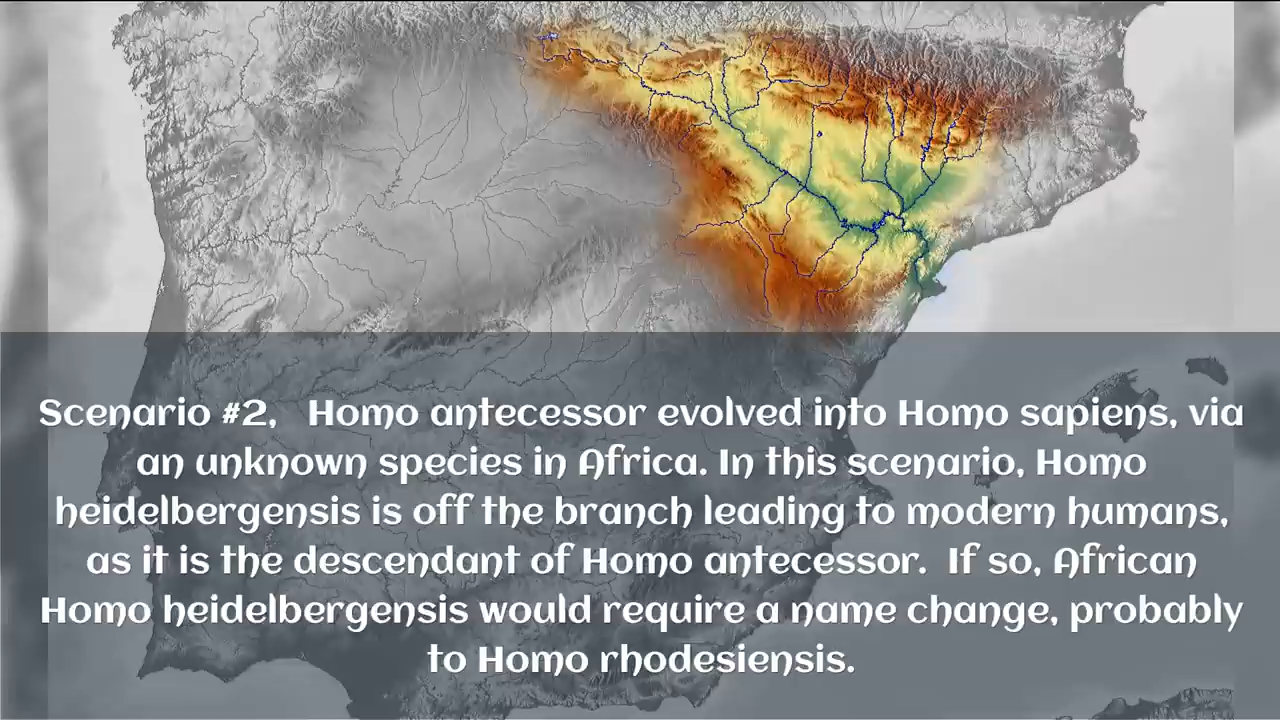 Scenario #2,   Homo antecessor evolved into Homo sapiens, via
an unknown species in Africa. In this scenario, Homo
heidelbergensis is off the branch leading to modern humans,
as it is the descendant of Homo antecessor.  If so, African
Homo heidelbergensis would require a name change, probably
to Homo rhodesiensis.